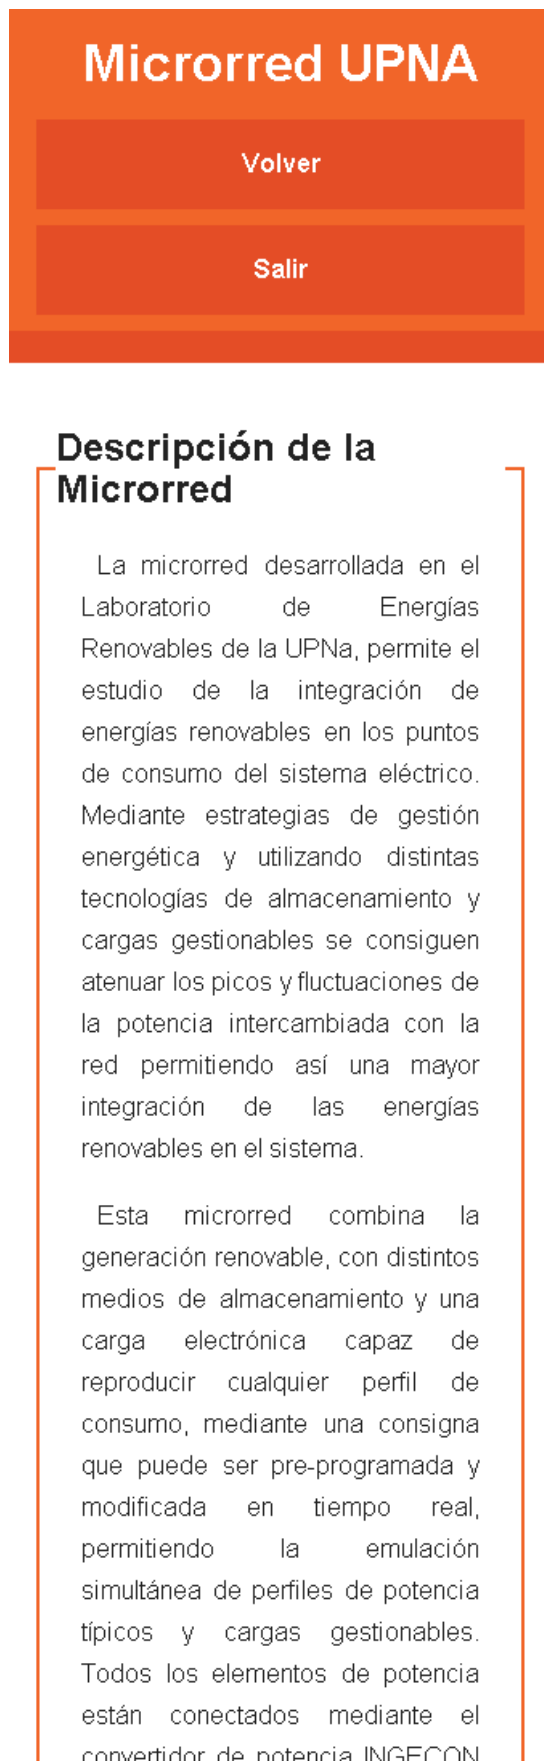 Microrred UPNA
Volver
Salir
Descripción de la
Microrred
La microrred desarrollada en el
Laboratorio de Energías
Renovables de la UPNa, permite el
estudio de la integración de
energías renovables en los puntos
de consumo del sistema eléctrico.
Mediante estrategias de gestión
energética y utilizando distintas
tecnologías de almacenamiento y
cargas gestionables se consiguen
atenuar los picos y fluctuaciones de
la potencia intercambiada con la
red permitiendo así una mayor
integración de las energías
renovables en el sistema.
Esta microrred combina la
generación renovable, con distintos
medios de almacenamiento y una
carga electrónica capaz de
reproducir cualquier perfil de
consumo, mediante una consigna
que puede ser pre-programada y
modificada en tiempo real,
permitiendo la emulación
simultánea de perfiles de potencia
típicos y cargas gestionables.
Todos los elementos de potencia
están conectados mediante el
convertidor de potencia INGECON